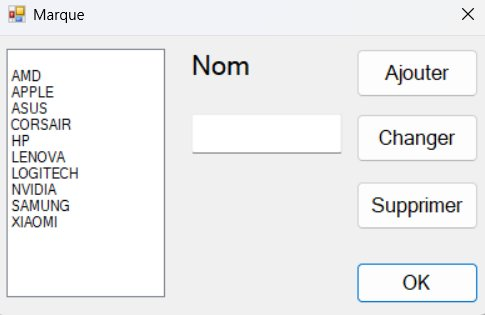 Marque
AMD
APPLE
ASUS
CORSAIR
HP
LENOVA
LOGITECH
NVIDIA
SAMUNG
XIAOMI
Nom
Ajouter
Changer
Supprimer
OK